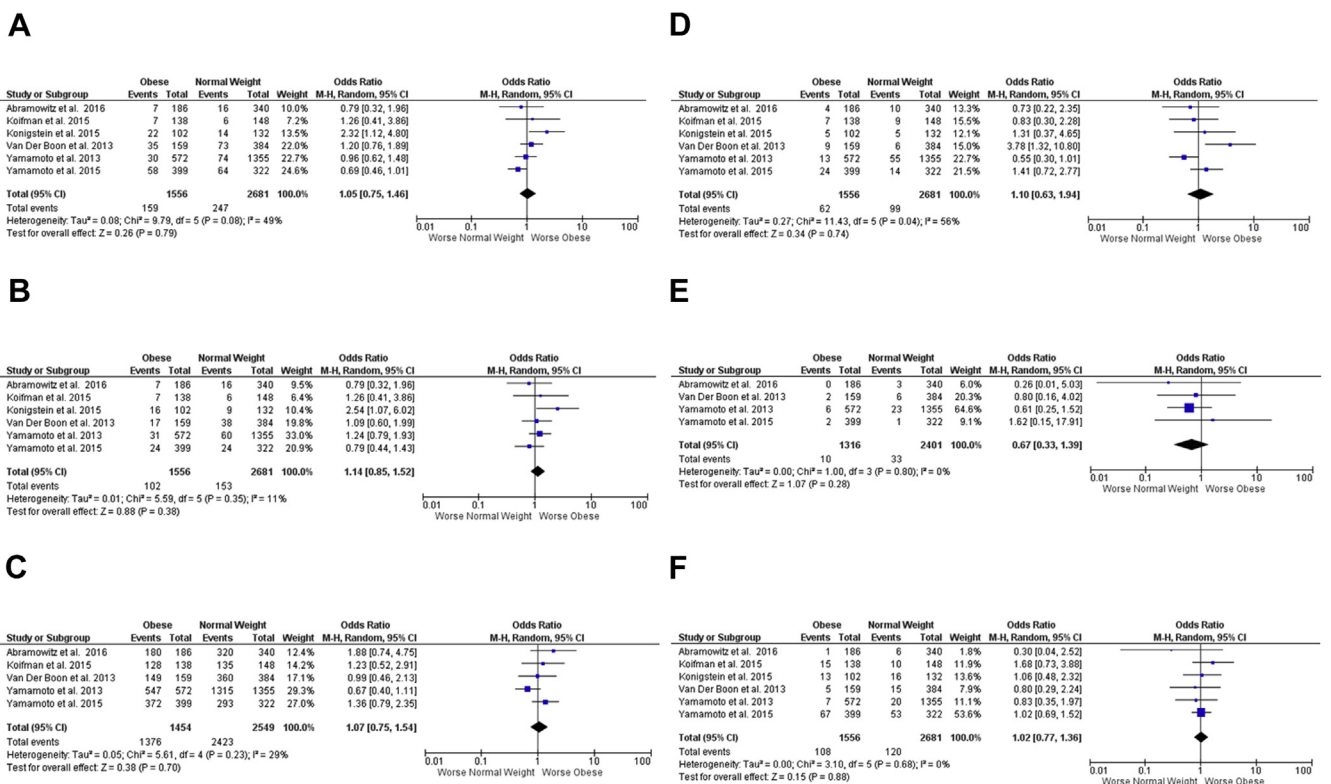 A
Obese Normal Weight Odds Ratio Odds Ratio
Study or Subgroup Events Total Events Total Weight M-H, Random, 95% CI M-H, Random, 95% CI
Abramowitz et al. 2016 7 186 16 340 10.0% 0.79 [0.32, 1.96]
Koifman et al. 2015 7 138 6 148 7.2% 1.26 [0.41, 3.86]
Konigstein et al. 2015 22 102 14 132 13.5% 2.32 [1.12, 4.80]
Van Der Boon et al. 2013 35 159 73 384 22.0% 1.20 [0.76, 1.89]
Yamamoto et al. 2013 30 572 74 1355 22.7% 0.96 [0.62, 1.48]
Yamamoto et al. 2015 58 399 64 322 24.6% 0.69 [0.46, 1.01]
Total (95% CI) 1556 2681 100.0% 1.05 [0.75, 1.46]
Total events 159 247
Heterogeneity: Tau² = 0.08; Chi² = 9.79, df = 5 (P = 0.08); I² = 49%
Test for overall effect: Z = 0.26 (P = 0.79)
0.01 0.1 1 10 100
Worse Normal Weight Worse Obese
B
Obese Normal Weight Odds Ratio Odds Ratio
Study or Subgroup Events Total Events Total Weight M-H, Random, 95% CI M-H, Random, 95% CI
Abramowitz et al. 2016 7 186 16 340 9.5% 0.79 [0.32, 1.96]
Koifman et al. 2015 7 138 6 148 6.4% 1.26 [0.41, 3.86]
Konigstein et al. 2015 16 102 9 132 10.4% 2.54 [1.07, 6.02]
Van Der Boon et al. 2013 17 159 38 384 19.8% 1.09 [0.60, 1.99]
Yamamoto et al. 2013 31 572 60 1355 33.0% 1.24 [0.79, 1.93]
Yamamoto et al. 2015 24 399 24 322 20.9% 0.79 [0.44, 1.43]
Total (95% CI) 1556 2681 100.0% 1.14 [0.85, 1.52]
Total events 102 153
Heterogeneity: Tau² = 0.01; Chi² = 5.59, df = 5 (P = 0.35); I² = 11%
Test for overall effect: Z = 0.88 (P = 0.38)
0.01 0.1 1 10 100
Worse Normal Weight Worse Obese
C
Obese Normal Weight Odds Ratio Odds Ratio
Study or Subgroup Events Total Events Total Weight M-H, Random, 95% CI M-H, Random, 95% CI
Abramowitz et al. 2016 180 186 320 340 12.4% 1.88 [0.74, 4.75]
Koifman et al. 2015 128 138 135 148 14.2% 1.23 [0.52, 2.91]
Van Der Boon et al. 2013 149 159 360 384 17.1% 0.99 [0.46, 2.13]
Yamamoto et al. 2013 547 572 1315 1355 29.3% 0.67 [0.40, 1.11]
Yamamoto et al. 2015 372 399 293 322 27.0% 1.36 [0.79, 2.35]
Total (95% CI) 1454 2549 100.0% 1.07 [0.75, 1.54]
Total events 1376 2423
Heterogeneity: Tau² = 0.05; Chi² = 5.61, df = 4 (P = 0.23); I² = 29%
Test for overall effect: Z = 0.38 (P = 0.70)
0.01 0.1 1 10 100
Worse Normal Weight Worse Obese
D
Obese Normal Weight Odds Ratio Odds Ratio
Study or Subgroup Events Total Events Total Weight M-H, Random, 95% CI M-H, Random, 95% CI
Abramowitz et al. 2016 4 186 10 340 13.3% 0.73 [0.22, 2.35]
Koifman et al. 2015 7 138 9 148 15.0% 0.83 [0.30, 2.28]
Konigstein et al. 2015 5 102 5 132 12.5% 1.31 [0.37, 4.65]
Van Der Boon et al. 2013 9 159 6 384 15.1% 3.78 [1.32, 10.80]
Yamamoto et al. 2013 13 572 55 1355 22.7% 0.55 [0.30, 1.01]
Yamamoto et al. 2015 24 399 14 322 21.5% 1.41 [0.72, 2.77]
Total (95% CI) 1556 2681 100.0% 1.10 [0.63, 1.94]
Total events 62 99
Heterogeneity: Tau² = 0.27; Chi² = 11.43, df = 5 (P = 0.04); I² = 56%
Test for overall effect: Z = 0.34 (P = 0.74)
0.01 0.1 1 10 100
Worse Normal Weight Worse Obese
E
Obese Normal Weight Odds Ratio Odds Ratio
Study or Subgroup Events Total Events Total Weight M-H, Random, 95% CI M-H, Random, 95% CI
Abramowitz et al. 2016 0 186 3 340 6.0% 0.26 [0.01, 5.03]
Van Der Boon et al. 2013 2 159 6 384 20.3% 0.80 [0.16, 4.02]
Yamamoto et al. 2013 6 572 23 1355 64.6% 0.61 [0.25, 1.52]
Yamamoto et al. 2015 2 399 1 322 9.1% 1.62 [0.15, 17.91]
Total (95% CI) 1316 2401 100.0% 0.67 [0.33, 1.39]
Total events 10 33
Heterogeneity: Tau² = 0.00; Chi² = 1.00, df = 3 (P = 0.80); I² = 0%
Test for overall effect: Z = 1.07 (P = 0.28)
0.01 0.1 1 10 100
Worse Normal Weight Worse Obese
F
Obese Normal Weight Odds Ratio Odds Ratio
Study or Subgroup Events Total Events Total Weight M-H, Random, 95% CI M-H, Random, 95% CI
Abramowitz et al. 2016 1 186 6 340 1.8% 0.30 [0.04, 2.52]
Koifman et al. 2015 15 138 10 148 11.9% 1.68 [0.73, 3.88]
Konigstein et al. 2015 13 102 16 132 13.6% 1.06 [0.48, 2.32]
Van Der Boon et al. 2013 5 159 15 384 7.9% 0.80 [0.29, 2.24]
Yamamoto et al. 2013 7 572 20 1355 11.1% 0.83 [0.35, 1.97]
Yamamoto et al. 2015 67 399 53 322 53.6% 1.02 [0.69, 1.52]
Total (95% CI) 1556 2681 100.0% 1.02 [0.77, 1.36]
Total events 108 120
Heterogeneity: Tau² = 0.00; Chi² = 3.10, df = 5 (P = 0.68); I² = 0%
Test for overall effect: Z = 0.15 (P = 0.88)
0.01 0.1 1 10 100
Worse Normal Weight Worse Obese